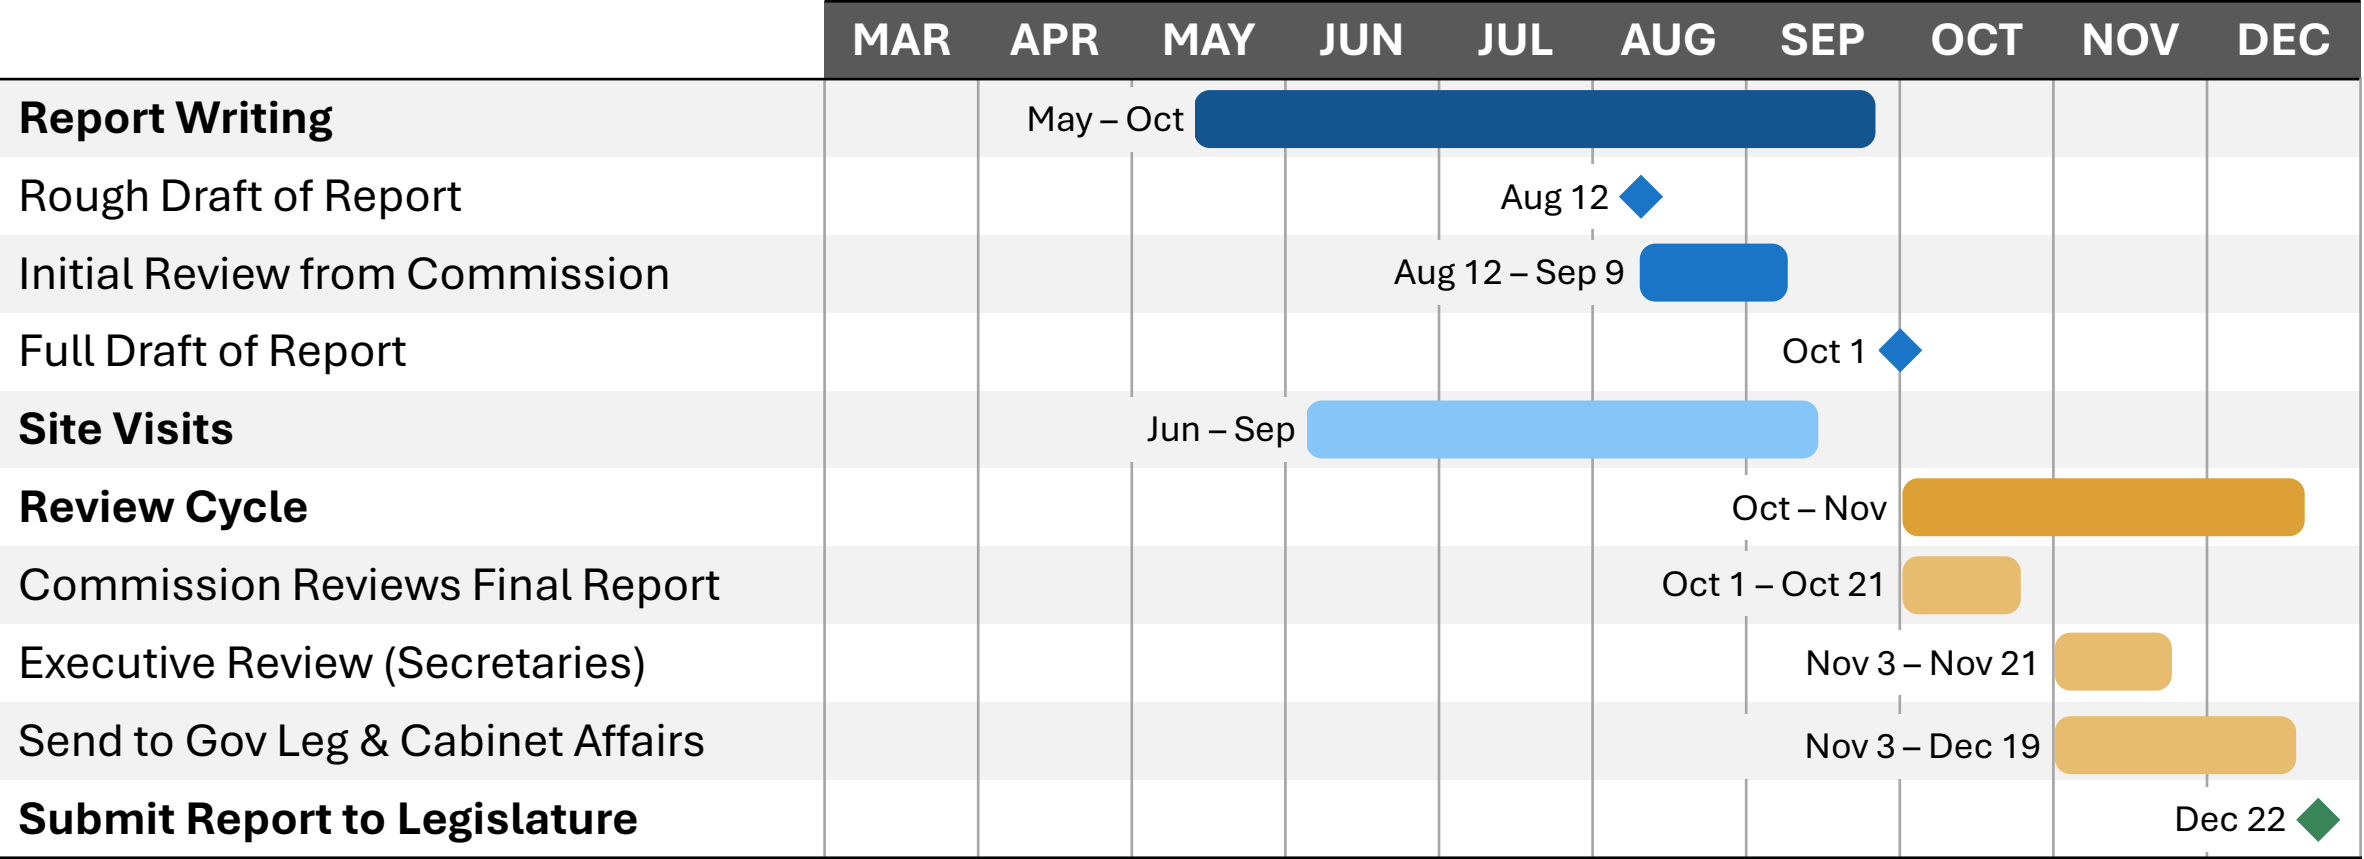 MAR APR MAY JUN JUL AUG SEP OCT NOV DEC
Report Writing May – Oct
Rough Draft of Report Aug 12
Initial Review from Commission Aug 12 – Sep 9
Full Draft of Report Oct 1
Site Visits Jun – Sep
Review Cycle Oct – Nov
Commission Reviews Final Report Oct 1 – Oct 21
Executive Review (Secretaries) Nov 3 – Nov 21
Send to Gov Leg & Cabinet Affairs Nov 3 – Dec 19
Submit Report to Legislature Dec 22